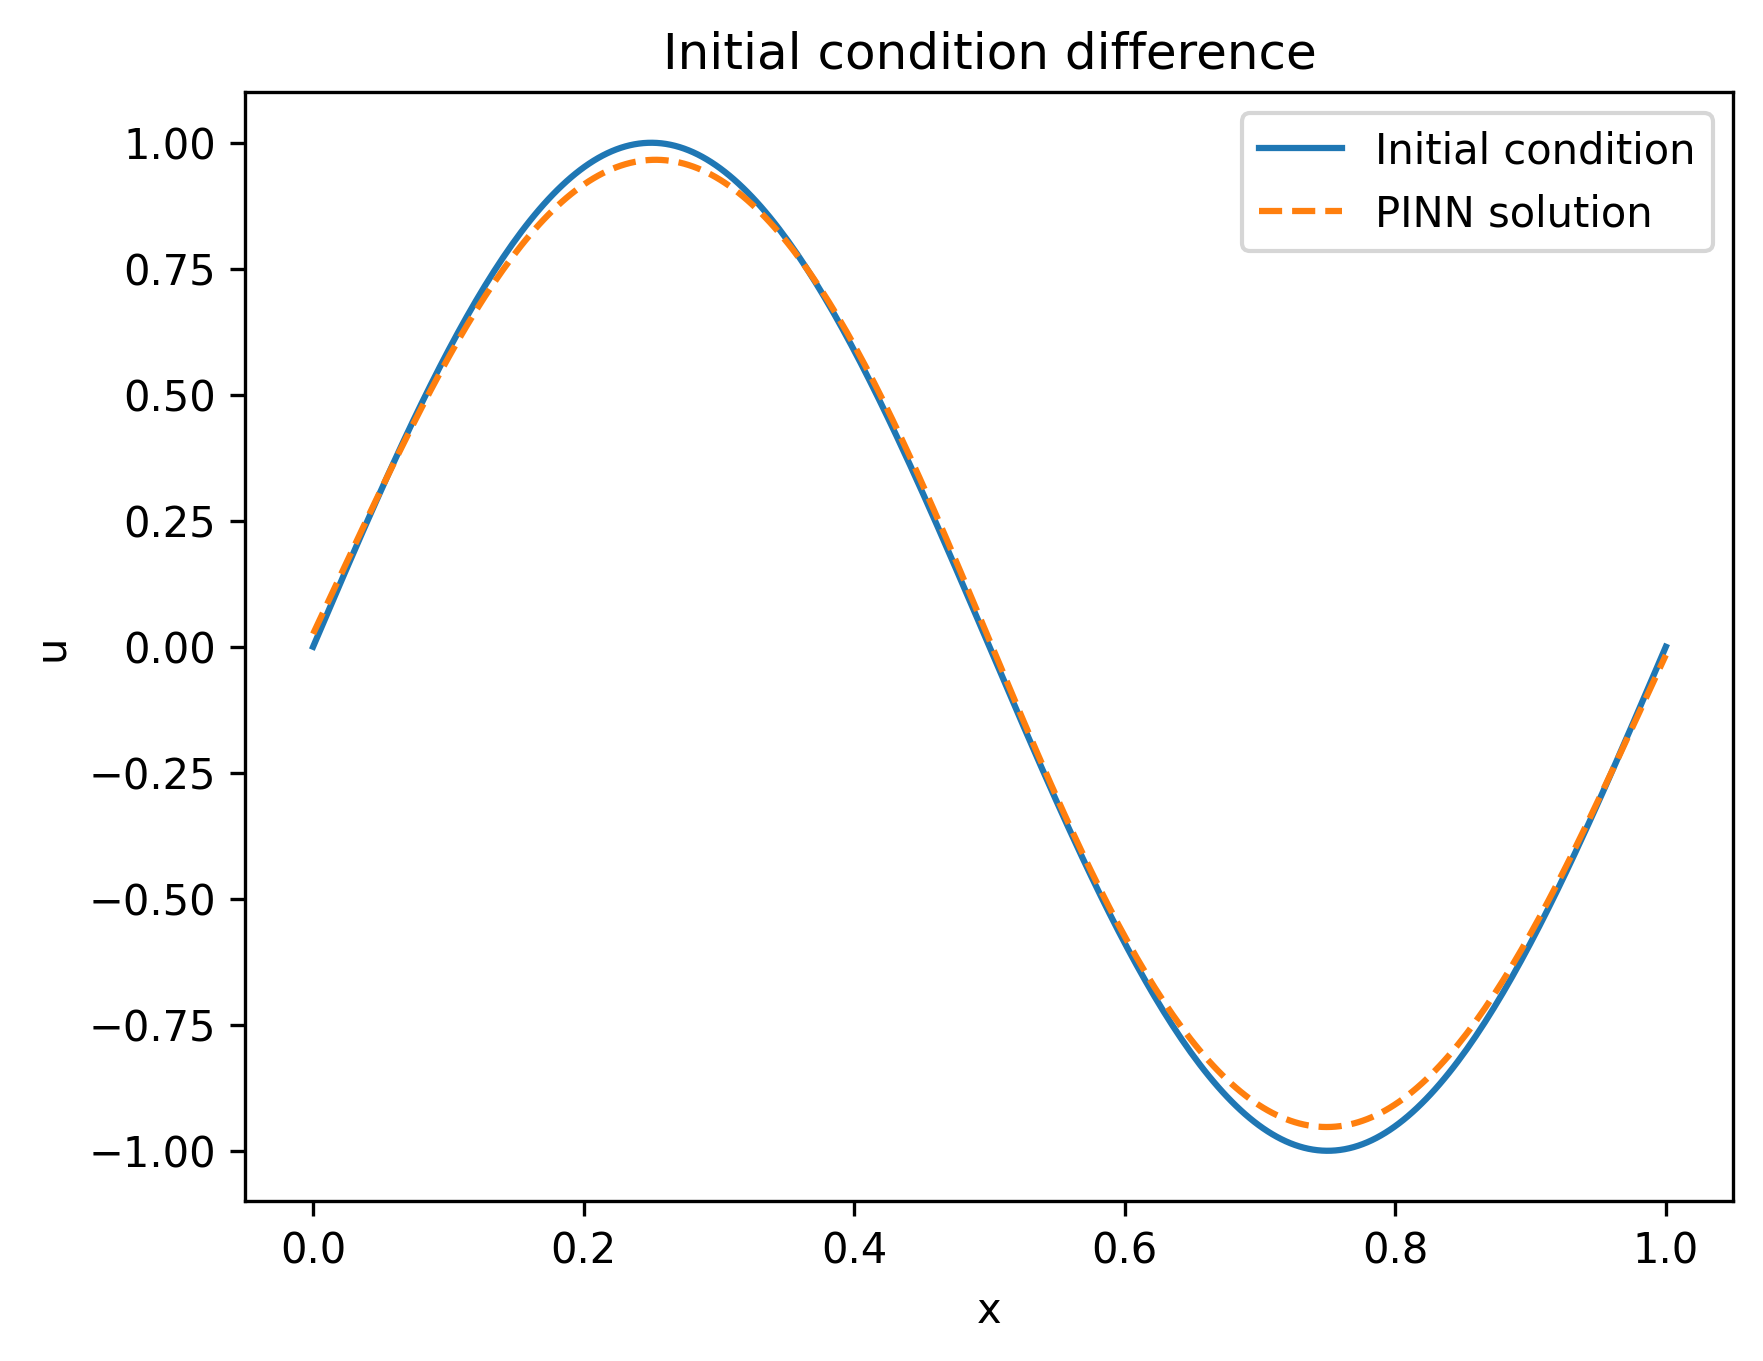 Initial condition difference
Initial condition
PINN solution
1.00
0.75
0.50
0.25
0.00
−0.25
−0.50
−0.75
−1.00
u
0.0 0.2 0.4 0.6 0.8 1.0
x